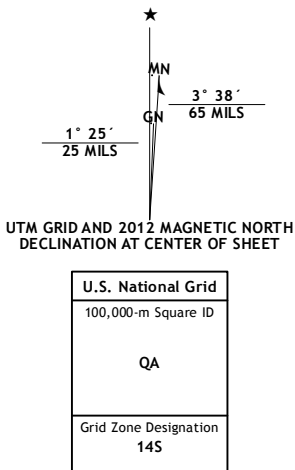 ★
MN
GN
3° 38´
65 MILS
1° 25´
25 MILS
UTM GRID AND 2012 MAGNETIC NORTH
DECLINATION AT CENTER OF SHEET
U.S. National Grid
100,000-m Square ID
QA
Grid Zone Designation
14S